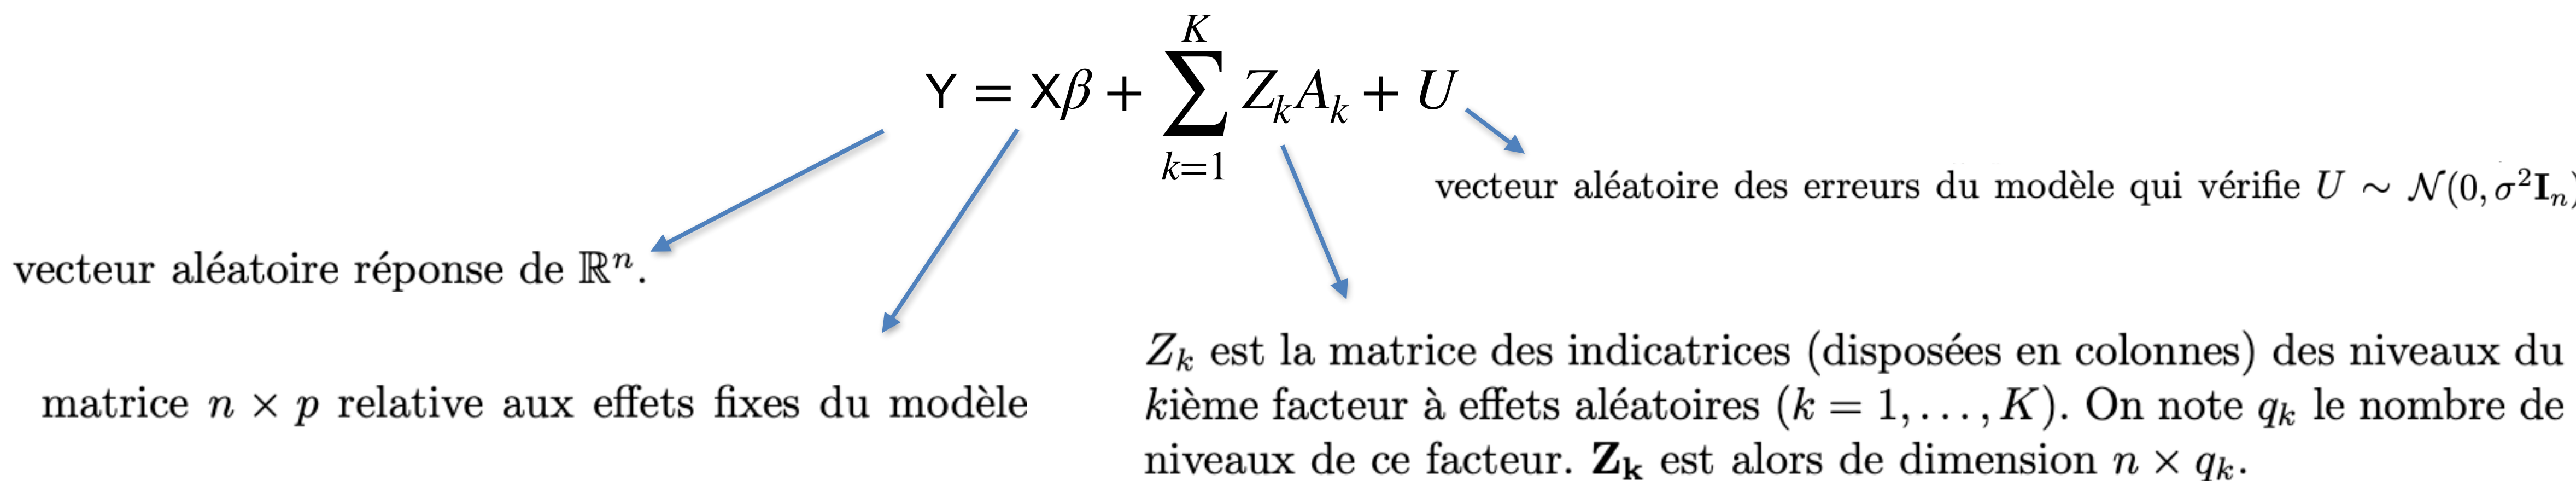 Y = Xβ + ∑_{k=1}^{K} Z_k A_k + U
vecteur aléatoire des erreurs du modèle qui vérifie U ∼ 𝒩(0, σ²I_n)
vecteur aléatoire réponse de ℝⁿ.
matrice n × p relative aux effets fixes du modèle
Z_k est la matrice des indicatrices (disposées en colonnes) des niveaux du
kième facteur à effets aléatoires (k = 1, . . . , K). On note q_k le nombre de
niveaux de ce facteur. Z_k est alors de dimension n × q_k.